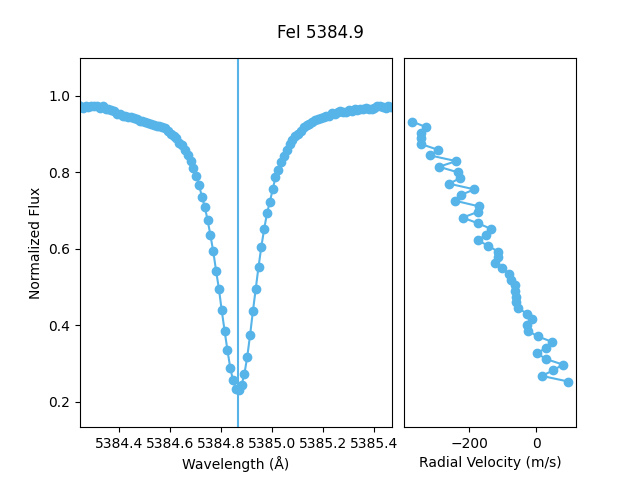 FeI 5384.9
Normalized Flux
1.0
0.8
0.6
0.4
0.2
5384.4 5384.6 5384.8 5385.0 5385.2 5385.4
Wavelength (Å)
−200 0
Radial Velocity (m/s)